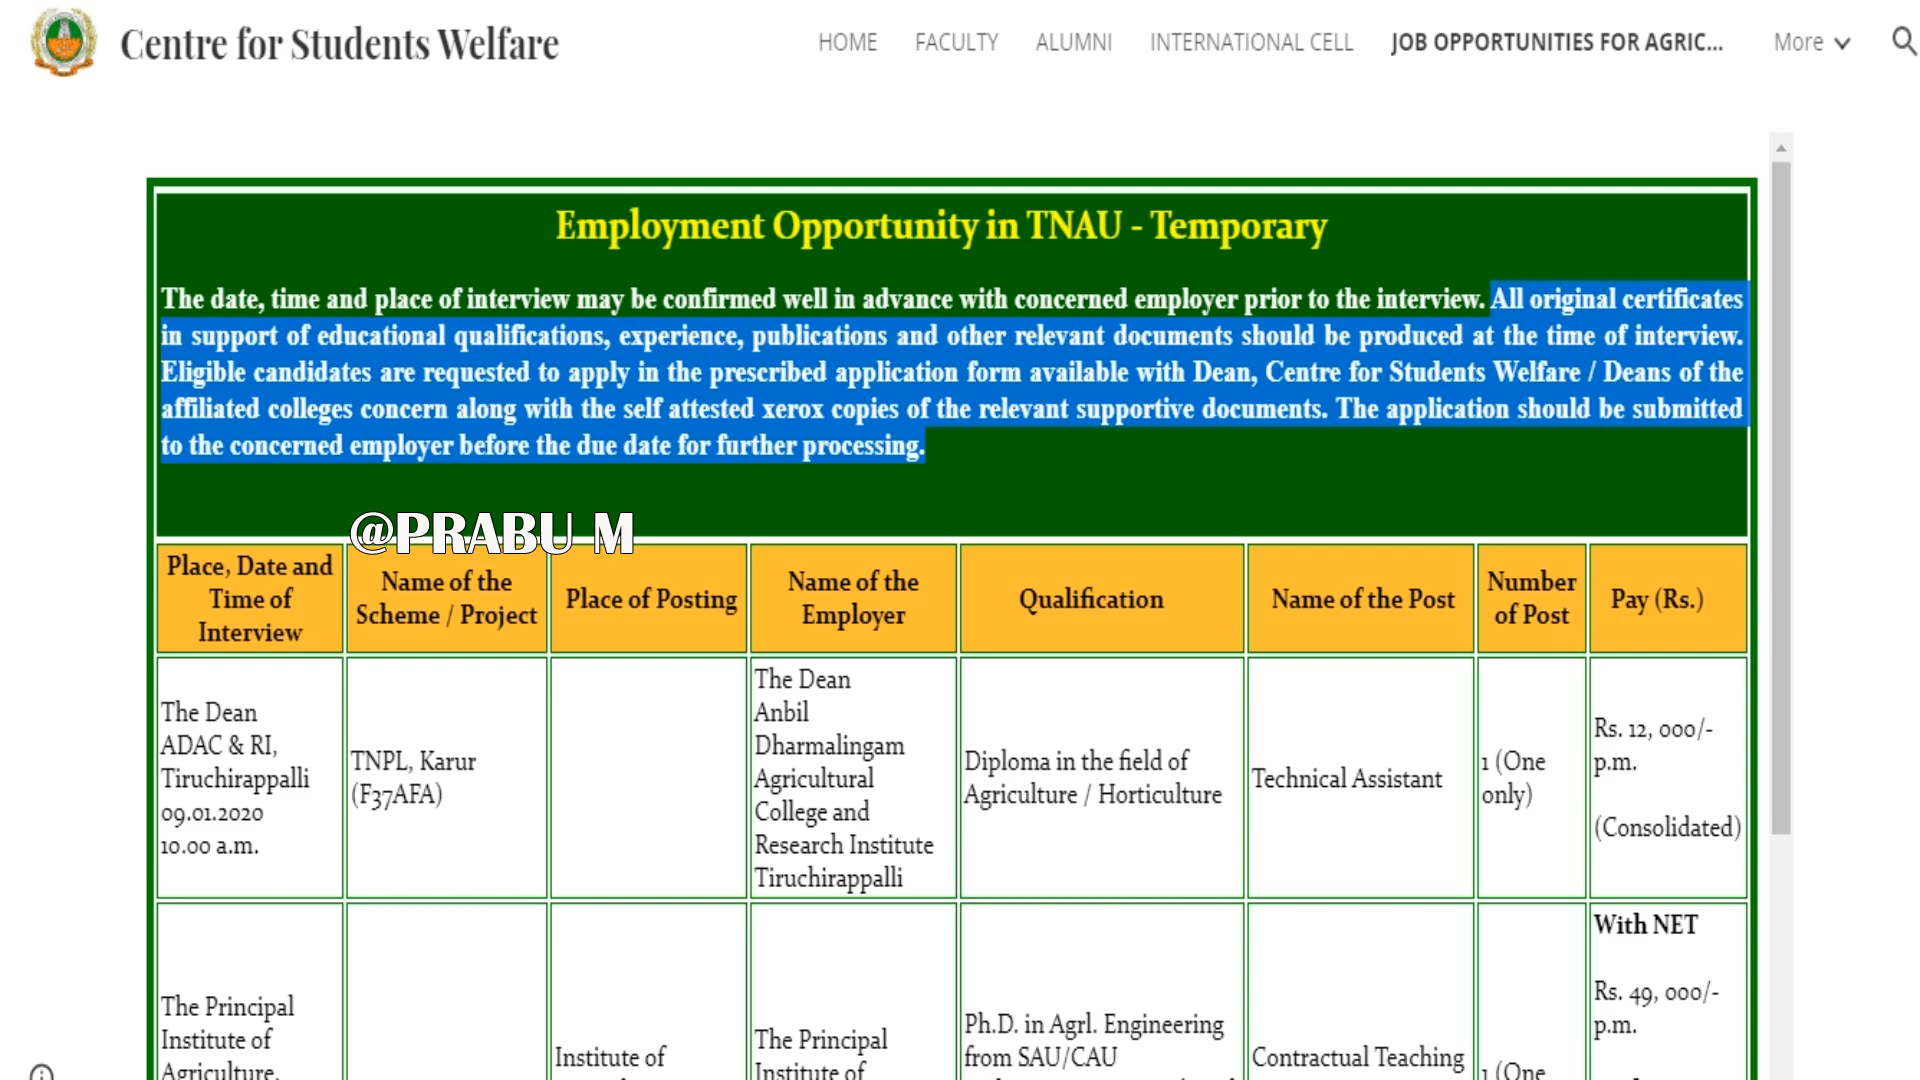 Centre for Students Welfare
HOME
FACULTY
ALUMNI
INTERNATIONAL CELL
JOB OPPORTUNITIES FOR AGRIC...
More
Employment Opportunity in TNAU - Temporary
The date, time and place of interview may be confirmed well in advance with concerned employer prior to the interview. All original certificates
in support of educational qualifications, experience, publications and other relevant documents should be produced at the time of interview.
Eligible candidates are requested to apply in the prescribed application form available with Dean, Centre for Students Welfare / Deans of the
affiliated colleges concern along with the self attested xerox copies of the relevant supportive documents. The application should be submitted
to the concerned employer before the due date for further processing.
@PRABU M
Place, Date and
Time of
Interview
Name of the
Scheme / Project
Place of Posting
Name of the
Employer
Qualification
Name of the Post
Number
of Post
Pay (Rs.)
The Dean
ADAC & RI,
Tiruchirappalli
09.01.2020
10.00 a.m.
TNPL, Karur
(F37AFA)
The Dean
Anbil
Dharmalingam
Agricultural
College and
Research Institute
Tiruchirappalli
Diploma in the field of
Agriculture / Horticulture
Technical Assistant
1 (One
only)
Rs. 12, 000/-
p.m.
(Consolidated)
The Principal
Institute of
Agriculture,
Institute of
The Principal
Institute of
Ph.D. in Agrl. Engineering
from SAU/CAU
Contractual Teaching
1 (One
With NET
Rs. 49, 000/-
p.m.